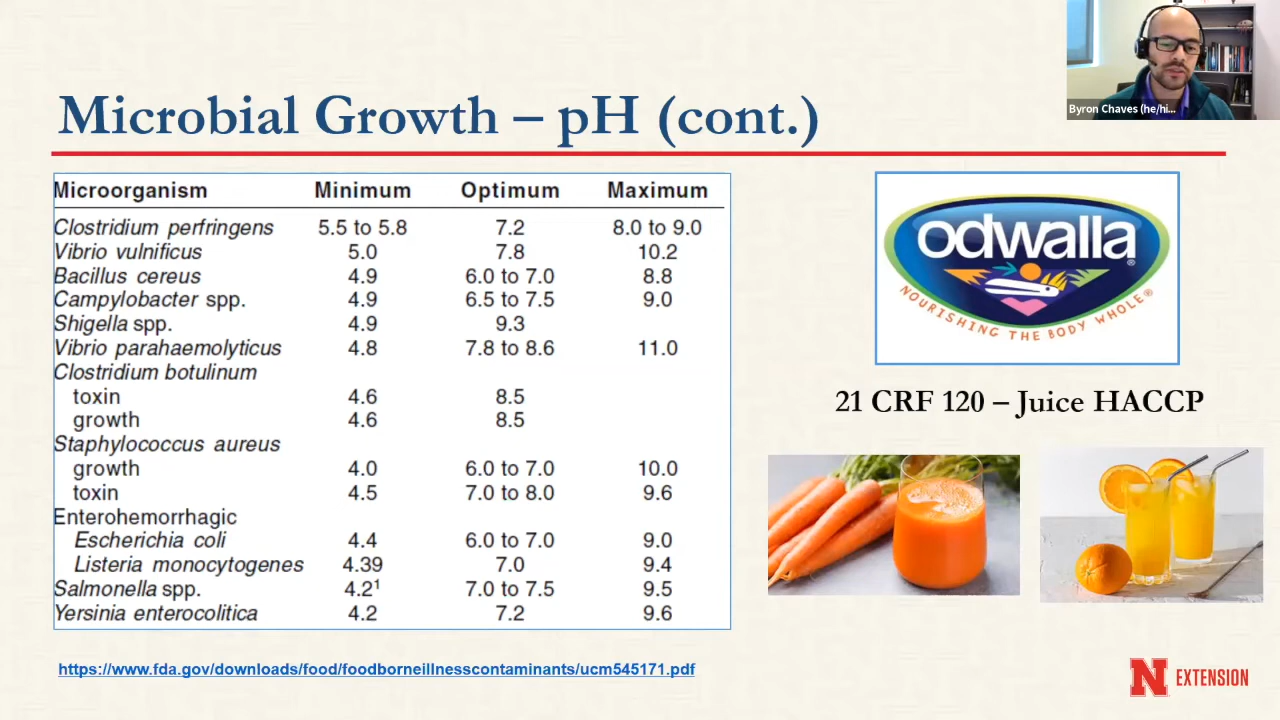 Byron Chaves (he/hi...
Microbial Growth – pH (cont.)
Microorganism Minimum Optimum Maximum
Clostridium perfringens 5.5 to 5.8 7.2 8.0 to 9.0
Vibrio vulnificus 5.0 7.8 10.2
Bacillus cereus 4.9 6.0 to 7.0 8.8
Campylobacter spp. 4.9 6.5 to 7.5 9.0
Shigella spp. 4.9 9.3
Vibrio parahaemolyticus 4.8 7.8 to 8.6 11.0
Clostridium botulinum
toxin 4.6 8.5
growth 4.6 8.5
Staphylococcus aureus
growth 4.0 6.0 to 7.0 10.0
toxin 4.5 7.0 to 8.0 9.6
Enterohemorrhagic
Escherichia coli 4.4 6.0 to 7.0 9.0
Listeria monocytogenes 4.39 7.0 9.4
Salmonella spp. 4.2¹ 7.0 to 7.5 9.5
Yersinia enterocolitica 4.2 7.2 9.6
odwalla®
NOURISHING THE BODY WHOLE®
21 CRF 120 – Juice HACCP
https://www.fda.gov/downloads/food/foodborneillnesscontaminants/ucm545171.pdf
N EXTENSION